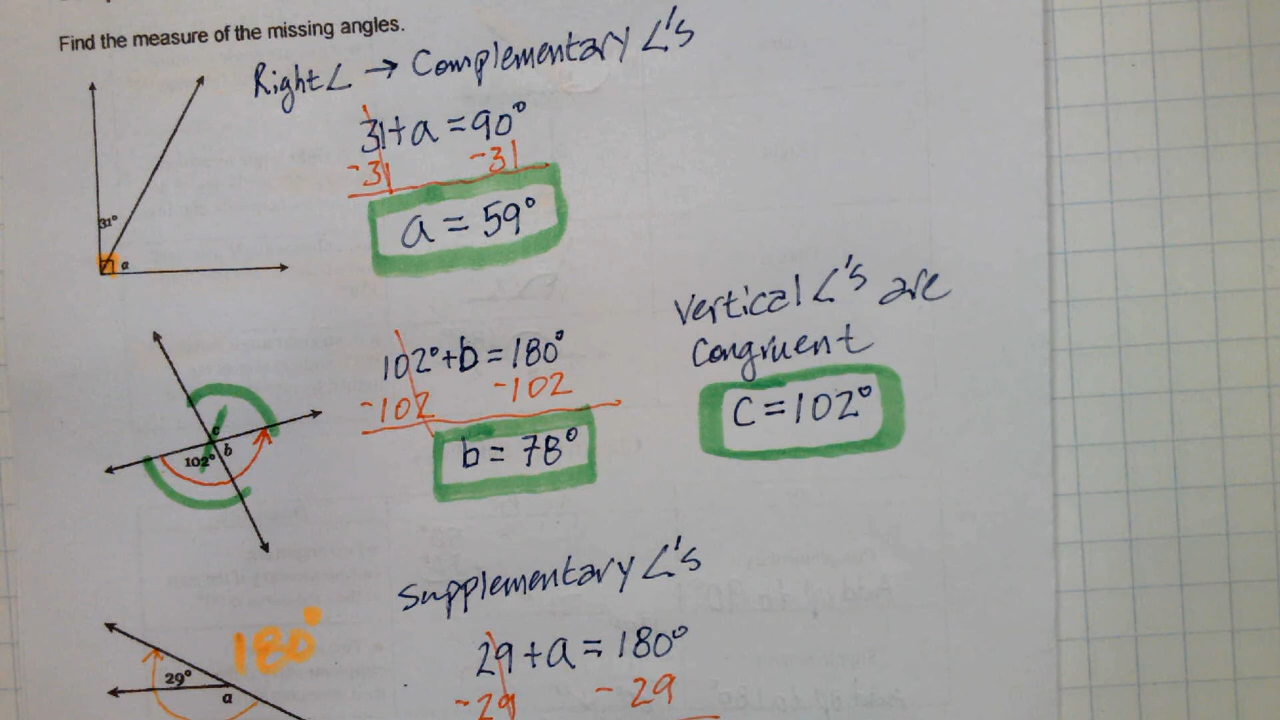 Find the measure of the missing angles.
Right∠ → Complementary ∠'s
31+a=90°
-31 -31
a=59°
31°
a
Vertical ∠'s are
congruent
c=102°
102°+b=180°
-102 -102
b=78°
c
102° b
Supplementary ∠'s
180°
29+a=180°
-29 -29
29°
a